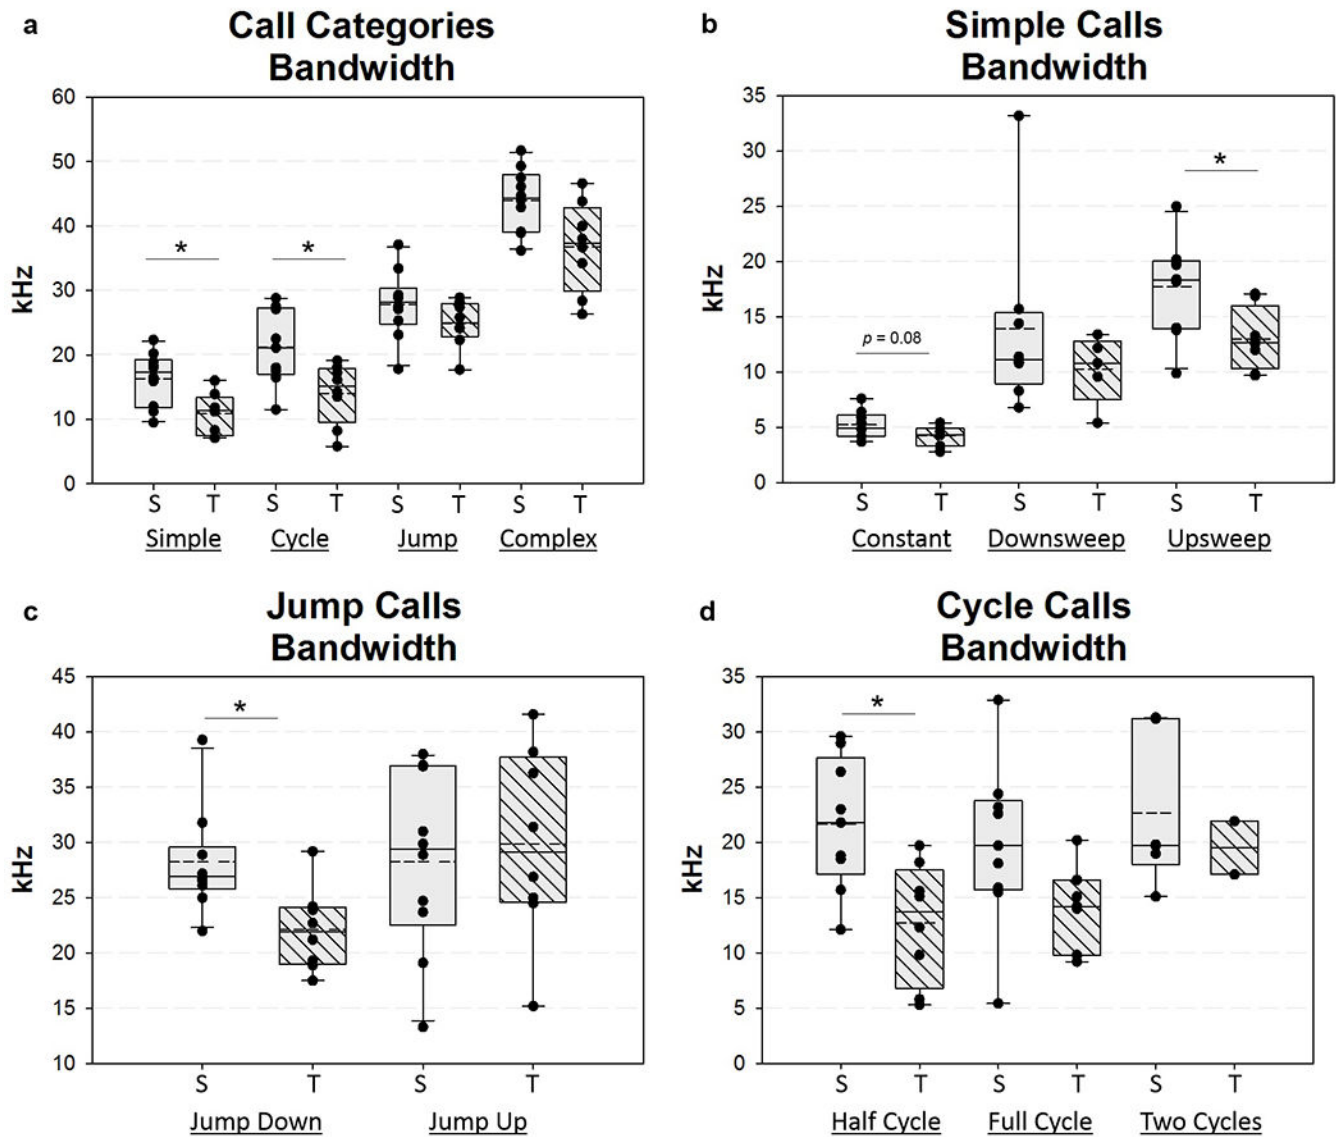 a
Call Categories
Bandwidth
60
50
40
30
20
10
0
kHz
*
*
S T S T S T S T
Simple Cycle Jump Complex
b
Simple Calls
Bandwidth
35
30
25
20
15
10
5
0
kHz
p = 0.08
*
S T S T S T
Constant Downsweep Upsweep
c
Jump Calls
Bandwidth
45
40
35
30
25
20
15
10
kHz
*
S T S T
Jump Down Jump Up
d
Cycle Calls
Bandwidth
35
30
25
20
15
10
5
0
kHz
*
S T S T S T
Half Cycle Full Cycle Two Cycles